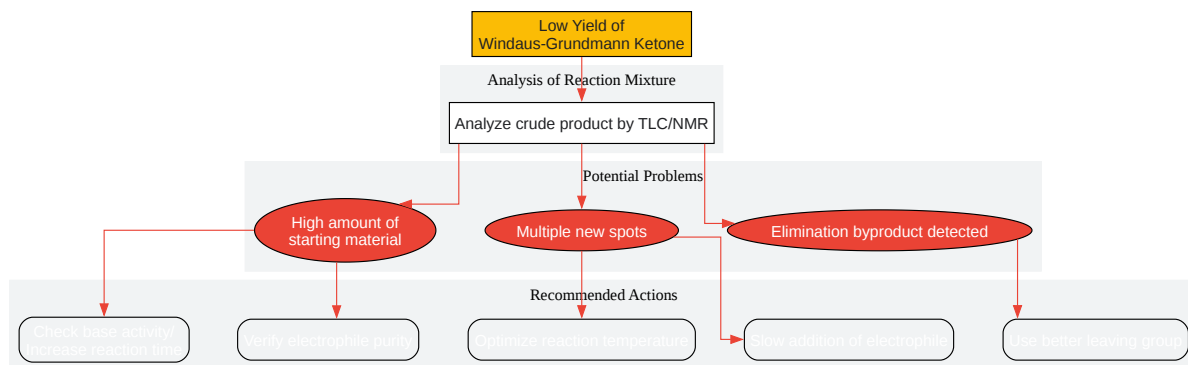 Low Yield of
Windaus-Grundmann Ketone
Analysis of Reaction Mixture
Analyze crude product by TLC/NMR
Potential Problems
High amount of
starting material
Multiple new spots
Elimination byproduct detected
Recommended Actions
Check base activity/
Increase reaction time
Verify electrophile purity
Optimize reaction temperature
Slow addition of electrophile
Use better leaving group